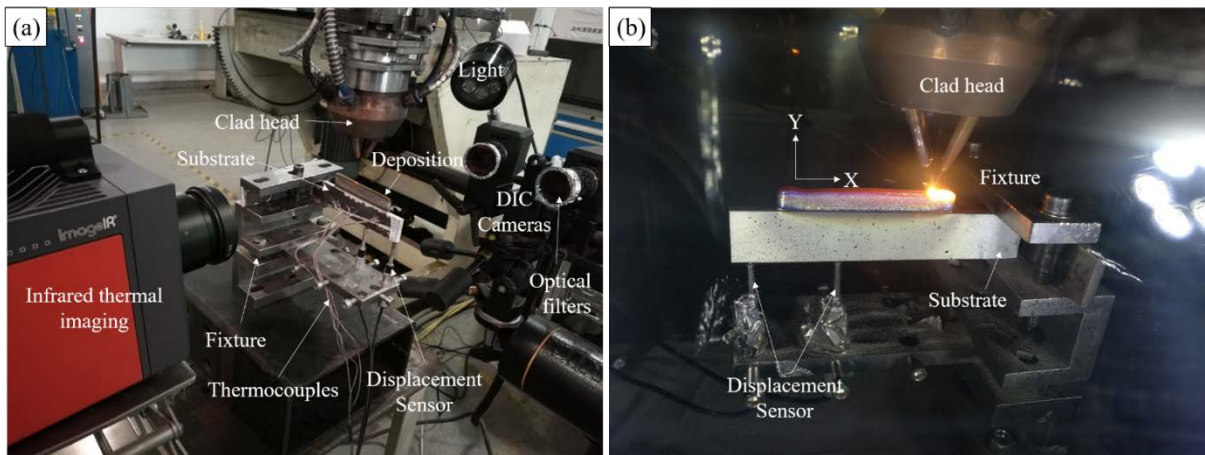 (a)
Light
Clad head
Substrate
Deposition
DIC
Cameras
ImageIR®
Infrared thermal
imaging
Optical
filters
Fixture
Thermocouples
Displacement
Sensor
(b)
Clad head
Y
X
Fixture
Substrate
Displacement
Sensor